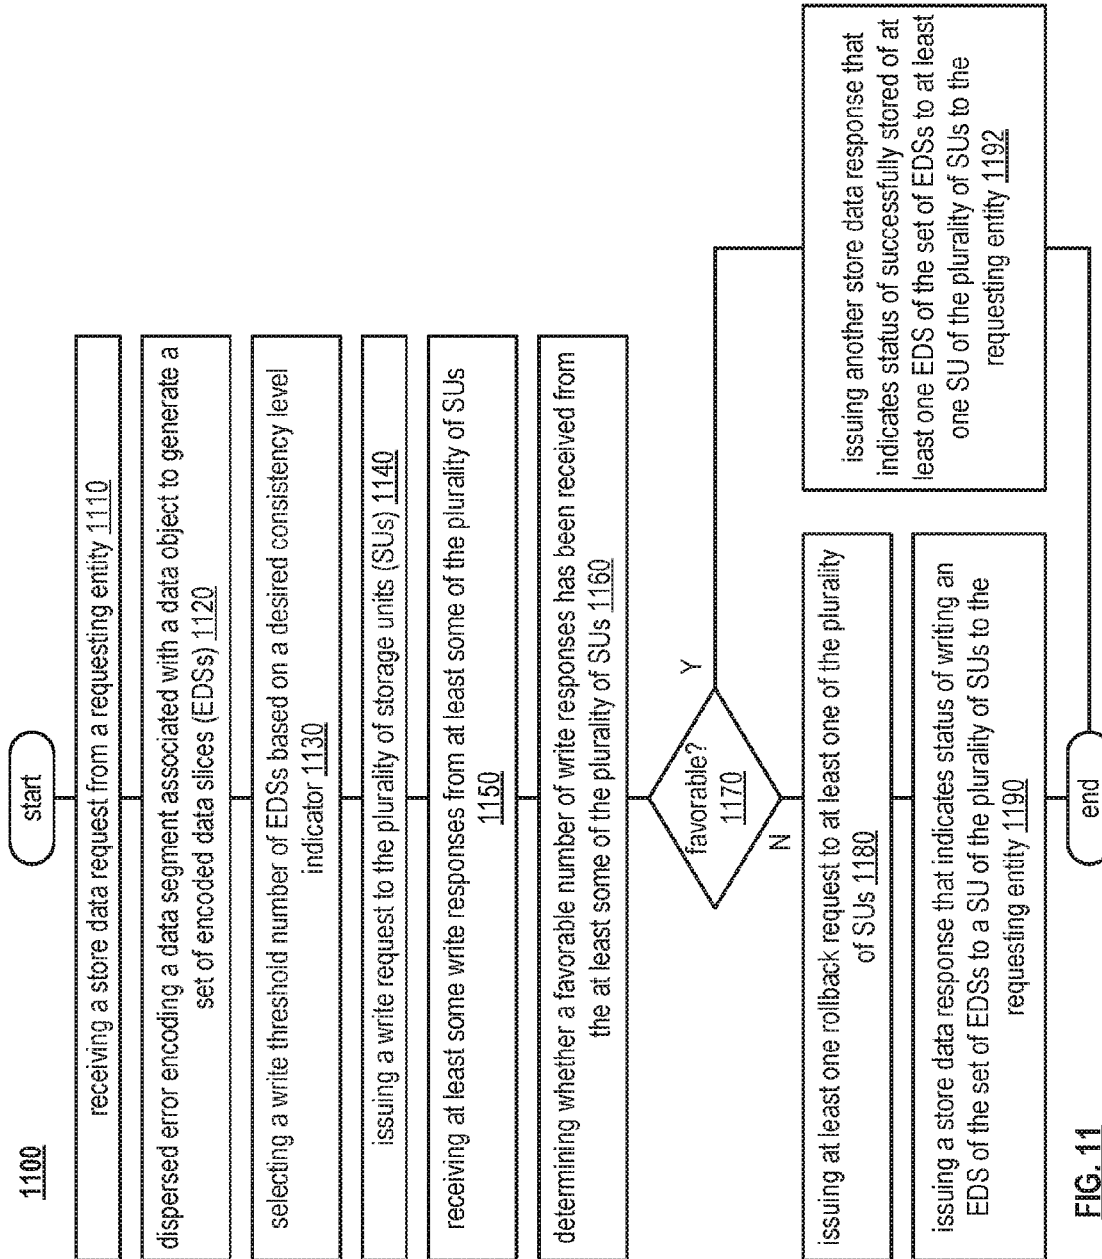 1100
start
receiving a store data request from a requesting entity 1110
dispersed error encoding a data segment associated with a data object to generate a
set of encoded data slices (EDSs) 1120
selecting a write threshold number of EDSs based on a desired consistency level
indicator 1130
issuing a write request to the plurality of storage units (SUs) 1140
receiving at least some write responses from at least some of the plurality of SUs
1150
determining whether a favorable number of write responses has been received from
the at least some of the plurality of SUs 1160
favorable?
1170
Y
N
issuing at least one rollback request to at least one of the plurality
of SUs 1180
issuing a store data response that indicates status of writing an
EDS of the set of EDSs to a SU of the plurality of SUs to the
requesting entity 1190
issuing another store data response that
indicates status of successfully stored of at
least one EDS of the set of EDSs to at least
one SU of the plurality of SUs to the
requesting entity 1192
end
FIG. 11